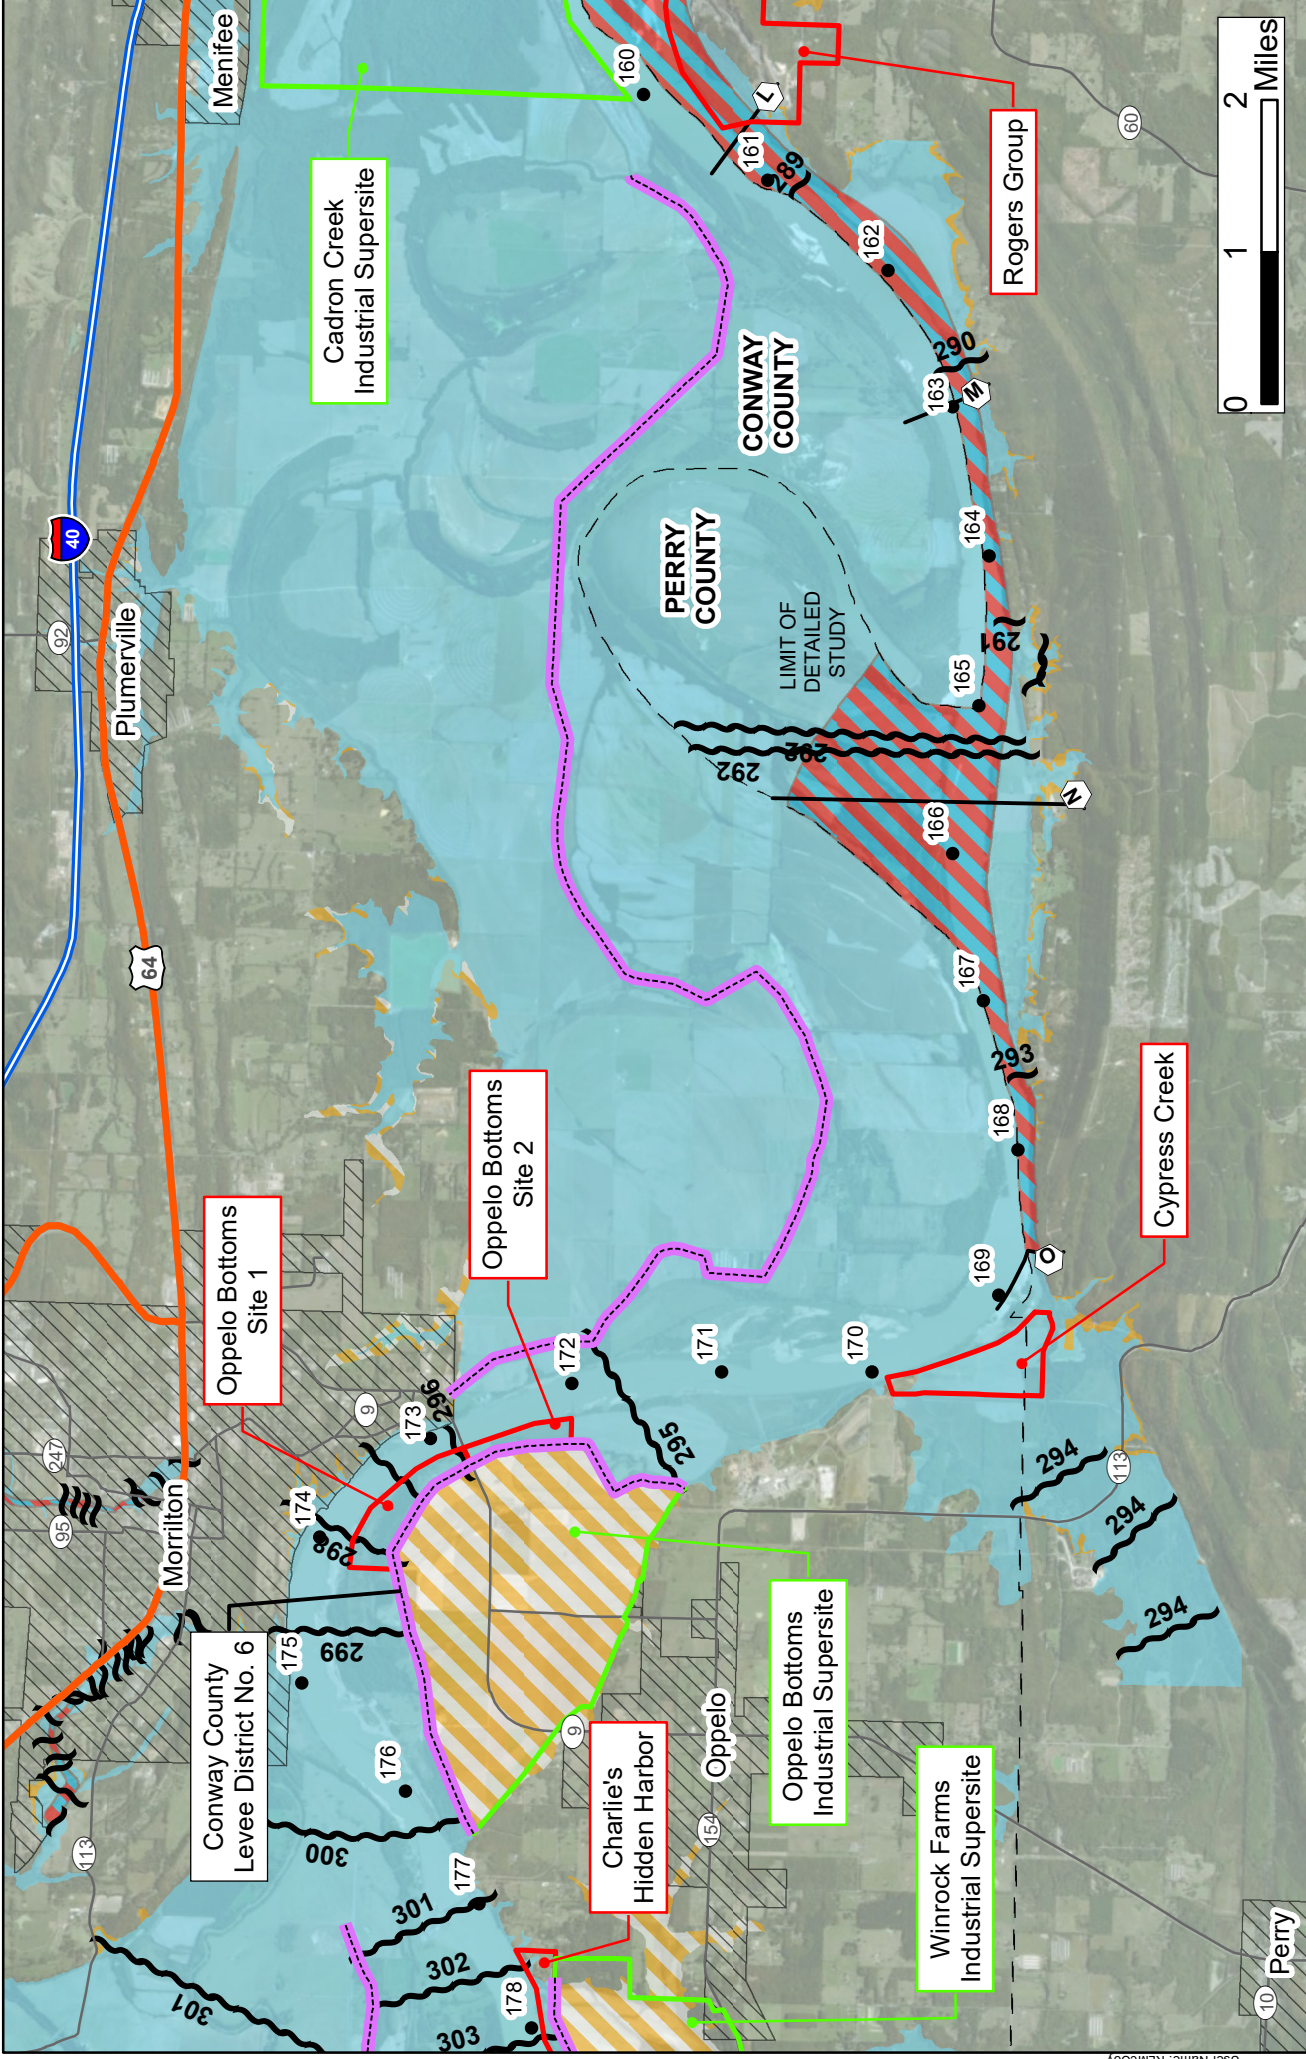 Menifee
40
92
Plumerville
64
Cadron Creek
Industrial Supersite
160
L
161
289
162
Rogers Group
60
0
1
2
Miles
290
163
M
CONWAY
COUNTY
PERRY
COUNTY
LIMIT OF
DETAILED
STUDY
164
291
165
292
292
166
N
167
293
168
169
O
Cypress Creek
Oppelo Bottoms
Site 1
Oppelo Bottoms
Site 2
170
171
172
173
296
9
295
247
95
Morrilton
174
298
175
299
Conway County
Levee District No. 6
176
300
177
301
302
301
303
178
113
Charlie's
Hidden Harbor
9
Oppelo
154
Oppelo Bottoms
Industrial Supersite
Winrock Farms
Industrial Supersite
294
294
294
113
Perry
10